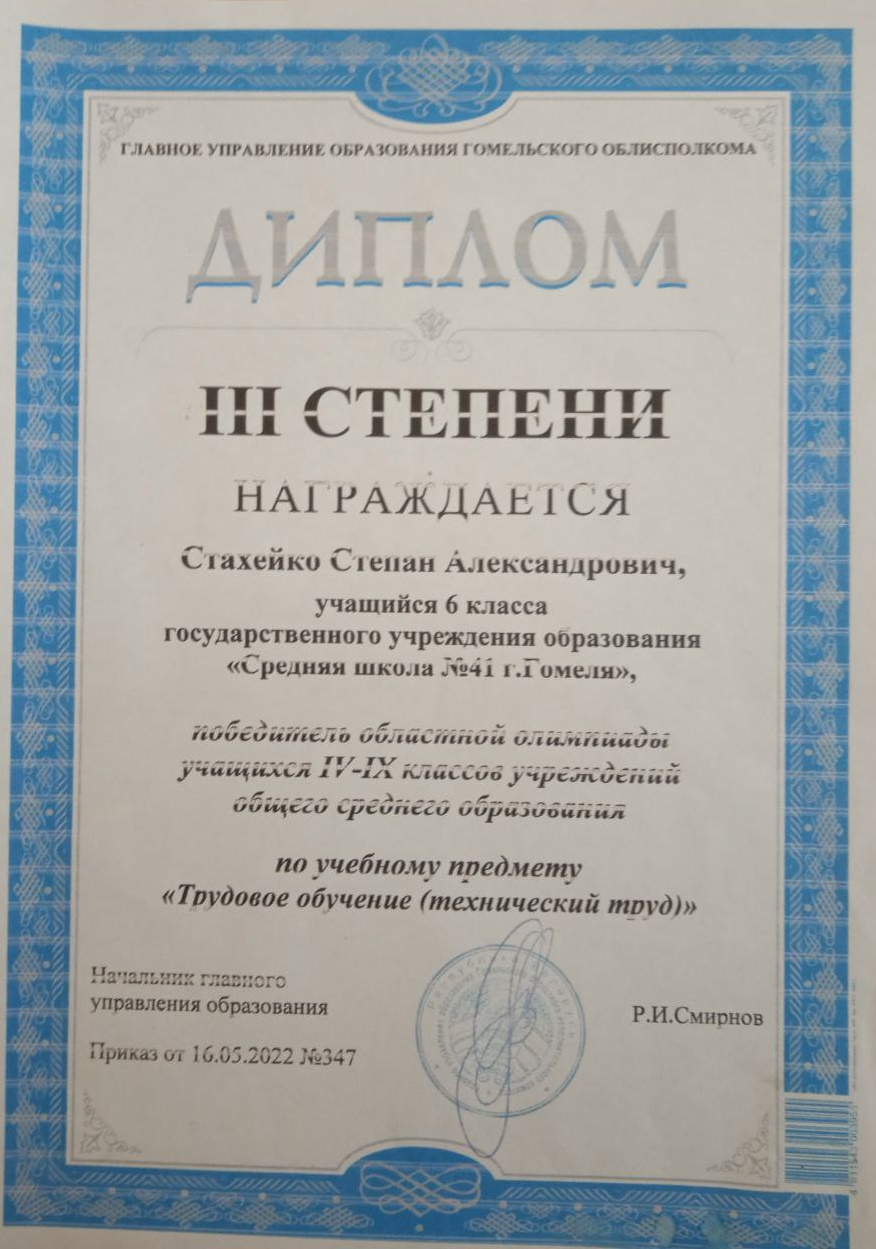 ГЛАВНОЕ УПРАВЛЕНИЕ ОБРАЗОВАНИЯ ГОМЕЛЬСКОГО ОБЛИСПОЛКОМА
ДИПЛОМ
III СТЕПЕНИ
НАГРАЖДАЕТСЯ
Стахейко Степан Александрович,
учащийся 6 класса
государственного учреждения образования
«Средняя школа №41 г.Гомеля»,
победитель областной олимпиады
учащихся IV-IX классов учреждений
общего среднего образования
по учебному предмету
«Трудовое обучение (технический труд)»
Начальник главного
управления образования
Р.И.Смирнов
Приказ от 16.05.2022 №347